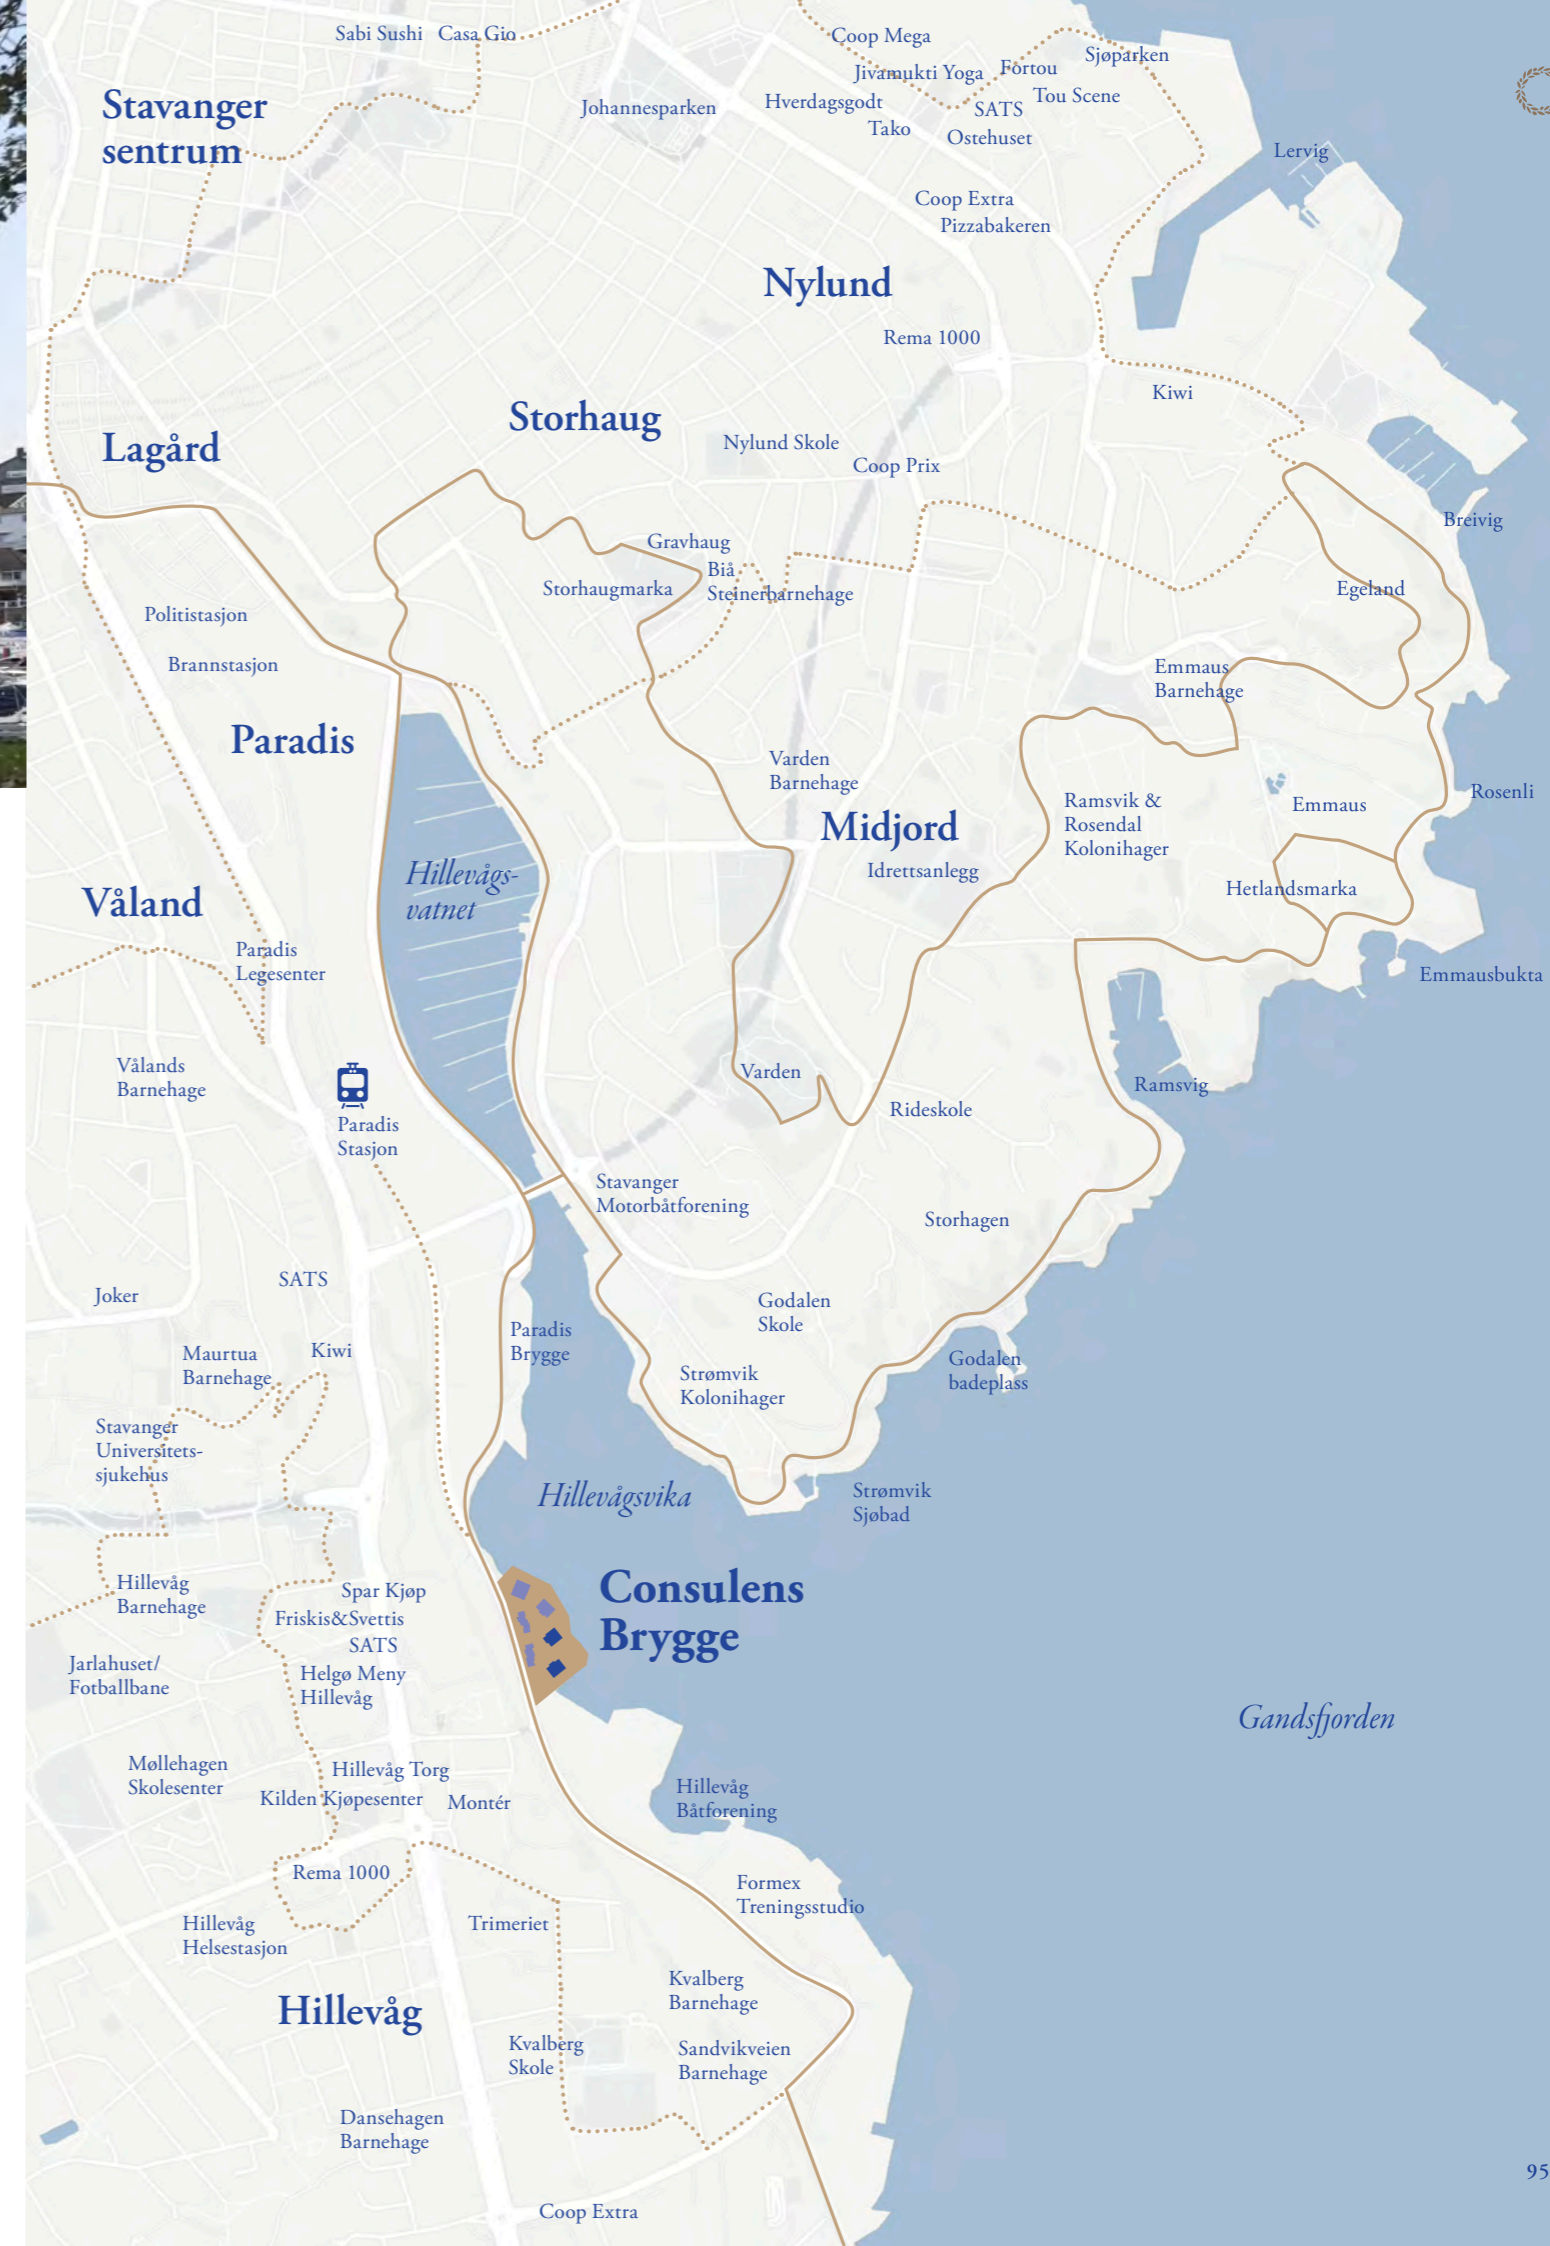 Sabi Sushi
Casa Gio
Coop Mega
Sjøparken
Jivamukti Yoga
Fortou
Stavanger
sentrum
Johannesparken
Hverdagsgodt
SATS
Tou Scene
Tako
Ostehuset
Lervig
Coop Extra
Pizzabakeren
Nylund
Rema 1000
Kiwi
Storhaug
Lagård
Nylund Skole
Coop Prix
Breivig
Gravhaug
Biå
Steinerbarnehage
Storhaugmarka
Egeland
Politistasjon
Brannstasjon
Emmaus
Barnehage
Paradis
Varden
Barnehage
Midjord
Idrettsanlegg
Ramsvik &
Rosendal
Kolonihager
Emmaus
Rosenli
Hillevågs-
vatnet
Hetlandsmarka
Våland
Paradis
Legesenter
Emmausbukta
Vålands
Barnehage
Varden
Ramsvig
Rideskole
Paradis
Stasjon
Stavanger
Motorbåtforening
Storhagen
SATS
Joker
Godalen
Skole
Paradis
Brygge
Maurtua
Barnehage
Kiwi
Godalen
badeplass
Strømvik
Kolonihager
Stavanger
Universitets-
sjukehus
Hillevågsvika
Strømvik
Sjøbad
Consulens
Brygge
Hillevåg
Barnehage
Spar Kjøp
Friskis&Svettis
SATS
Helgø Meny
Hillevåg
Jarlahuset/
Fotballbane
Gandsfjorden
Møllehagen
Skolesenter
Hillevåg Torg
Kilden Kjøpesenter
Montér
Hillevåg
Båtforening
Rema 1000
Formex
Treningsstudio
Hillevåg
Helsestasjon
Trimeriet
Hillevåg
Kvalberg
Barnehage
Kvalberg
Skole
Sandvikveien
Barnehage
Dansehagen
Barnehage
Coop Extra
95